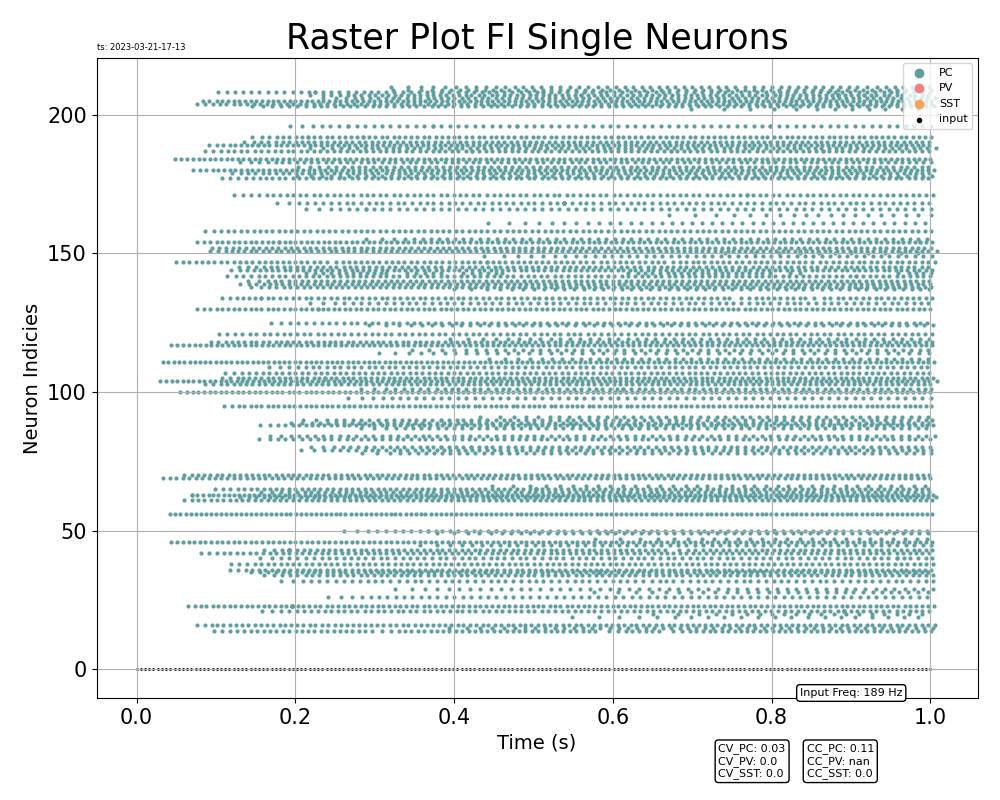 Raster Plot FI Single Neurons
ts: 2023-03-21-17-13
PC
PV
SST
input
200
150
100
50
0
Neuron Indicies
0.0 0.2 0.4 0.6 0.8 1.0
Time (s)
Input Freq: 189 Hz
CV_PC: 0.03
CV_PV: 0.0
CV_SST: 0.0
CC_PC: 0.11
CC_PV: nan
CC_SST: 0.0